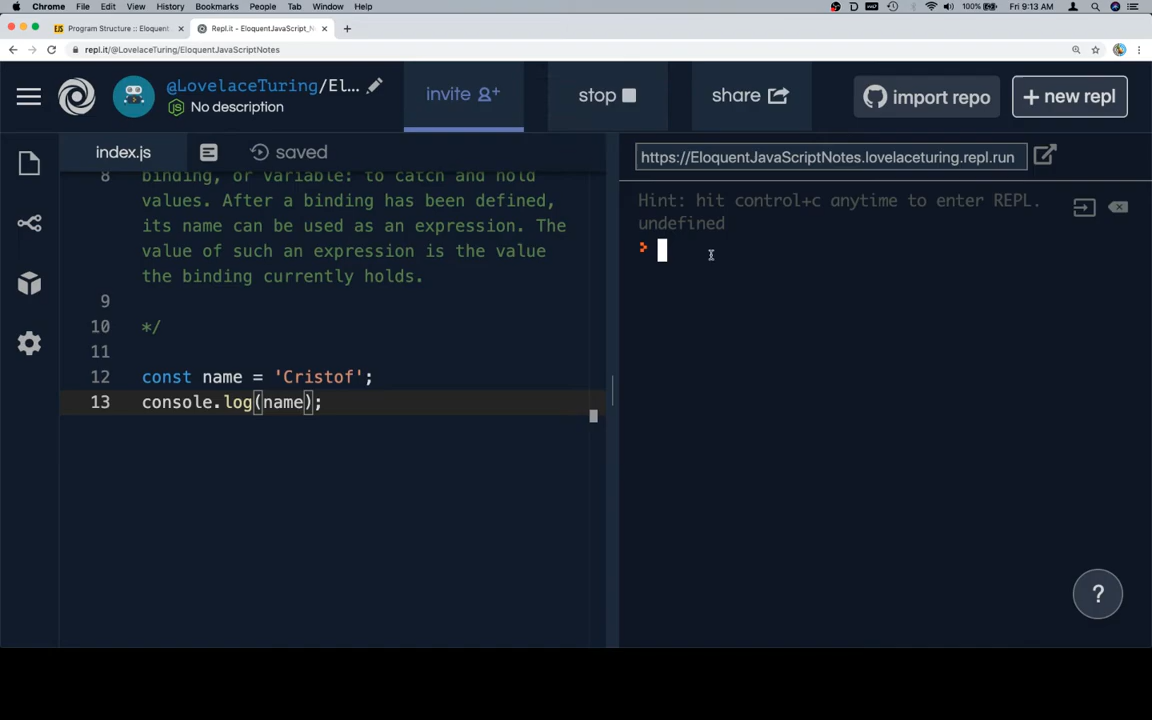 Chrome File Edit View History Bookmarks People Tab Window Help 100% Fri 9:13 AM
Program Structure :: Eloquent
Repl.it - EloquentJavaScript_N
repl.it/@LovelaceTuring/EloquentJavaScriptNotes
@LovelaceTuring/El...
No description
invite
stop
share
import repo
+ new repl
index.js
saved
https://EloquentJavaScriptNotes.lovelaceturing.repl.run
8 binding, or variable: to catch and hold
values. After a binding has been defined,
its name can be used as an expression. The
value of such an expression is the value
the binding currently holds.
9
10 */
11
12 const name = 'Cristof';
13 console.log(name);
Hint: hit control+c anytime to enter REPL.
undefined
>
?